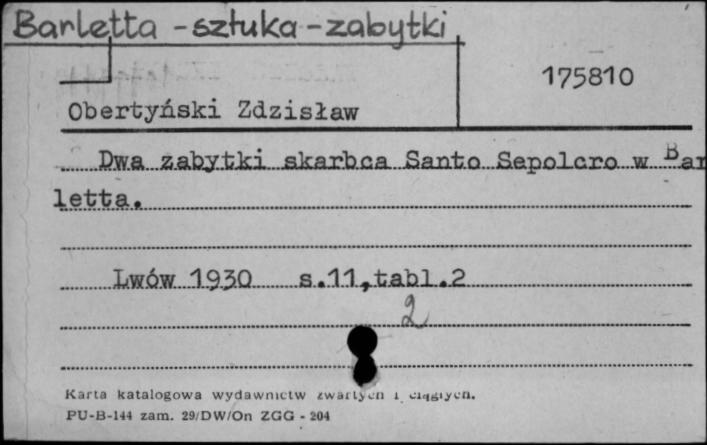 Barletta - sztuka - zabytki
175810
Obertyński Zdzisław
Dwa zabytki skarbca Santo Sepolcro w Bar
letta.
Lwów 1930 s.11,tabl.2
2
Karta katalogowa wydawnictw zwartych i ciągłych.
PU-B-144 zam. 29/DW/On ZGG - 204